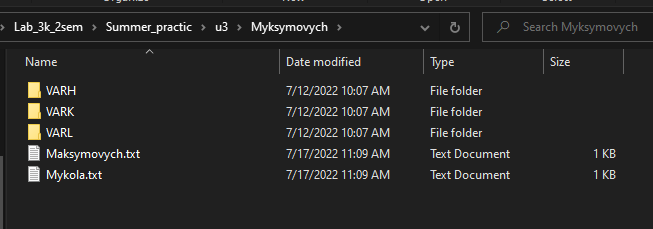 Lab_3k_2sem > Summer_practic > u3 > Myksymovych Search Myksymovych
Name Date modified Type Size
VARH 7/12/2022 10:07 AM File folder
VARK 7/12/2022 10:07 AM File folder
VARL 7/12/2022 10:07 AM File folder
Maksymovych.txt 7/17/2022 11:09 AM Text Document 1 KB
Mykola.txt 7/17/2022 11:09 AM Text Document 1 KB